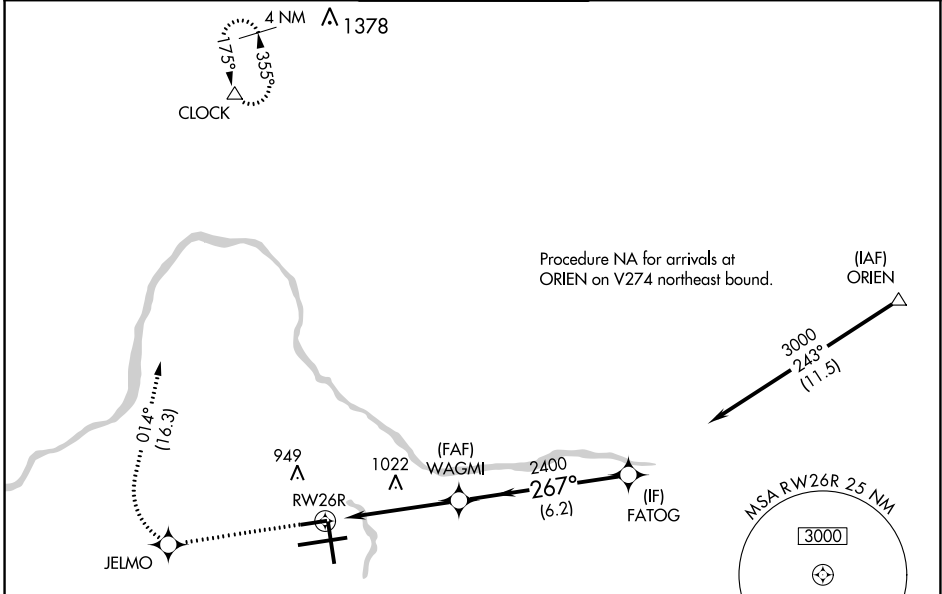 4 NM
1378
175°
355°
CLOCK
Procedure NA for arrivals at
ORIEN on V274 northeast bound.
(IAF)
ORIEN
3000
243°
(11.5)
014°
(16.3)
949
1022
(FAF)
WAGMI
2400
267°
(6.2)
(IF)
FATOG
RW26R
JELMO
MSA RW26R 25 NM
3000